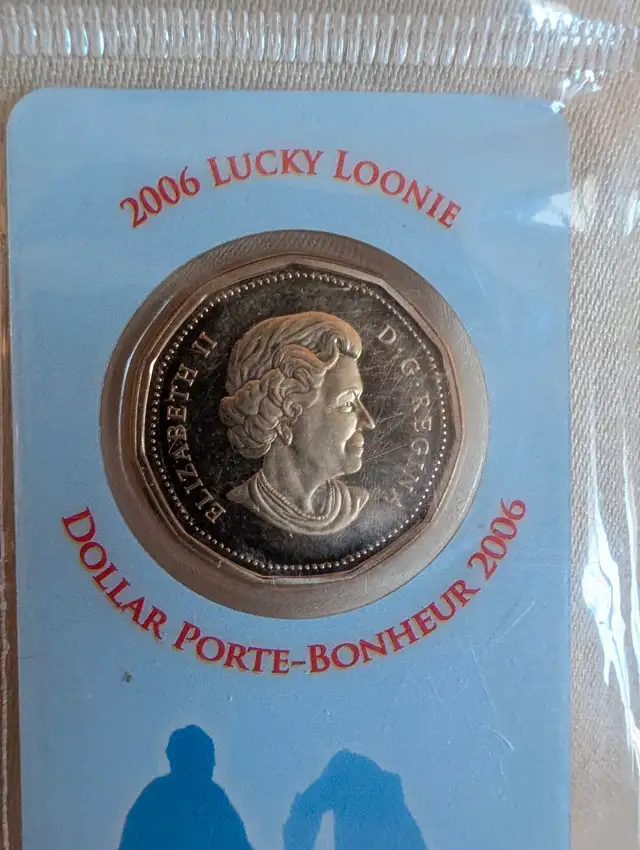 2006 LUCKY LOONIE
ELIZABETH II
D·G·REGINA
DOLLAR PORTE-BONHEUR 2006